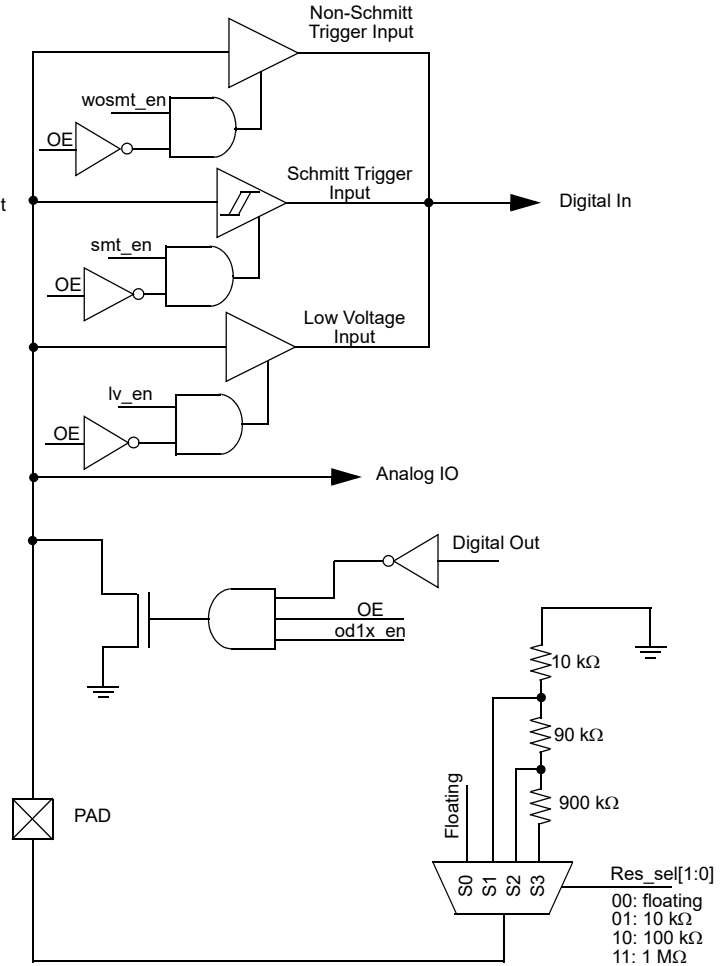 Non-Schmitt
Trigger Input
wosmt_en
OE
Schmitt Trigger
Input
t
Digital In
smt_en
OE
Low Voltage
Input
lv_en
OE
Analog IO
Digital Out
OE
od1x_en
10 kΩ
90 kΩ
900 kΩ
Floating
PAD
S0
S1
S2
S3
Res_sel[1:0]
00: floating
01: 10 kΩ
10: 100 kΩ
11: 1 MΩ